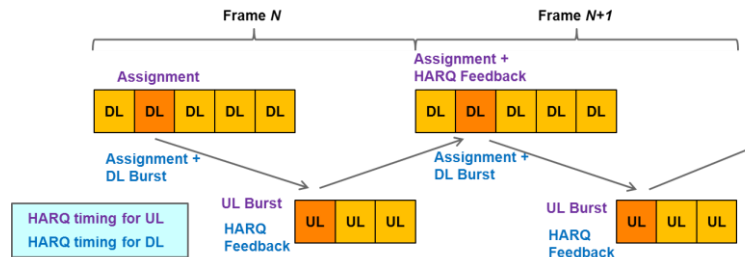 Frame N
Frame N+1
Assignment
Assignment +
HARQ Feedback
DL DL DL DL DL
DL DL DL DL DL
Assignment +
DL Burst
Assignment +
DL Burst
UL Burst
HARQ
Feedback
UL UL UL
UL Burst
HARQ
Feedback
UL UL UL
HARQ timing for UL
HARQ timing for DL